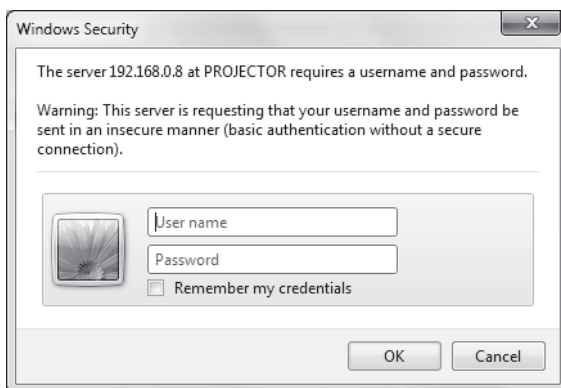 Windows Security
x
The server 192.168.0.8 at PROJECTOR requires a username and password.
Warning: This server is requesting that your username and password be
sent in an insecure manner (basic authentication without a secure
connection).
User name
Password
Remember my credentials
OK
Cancel